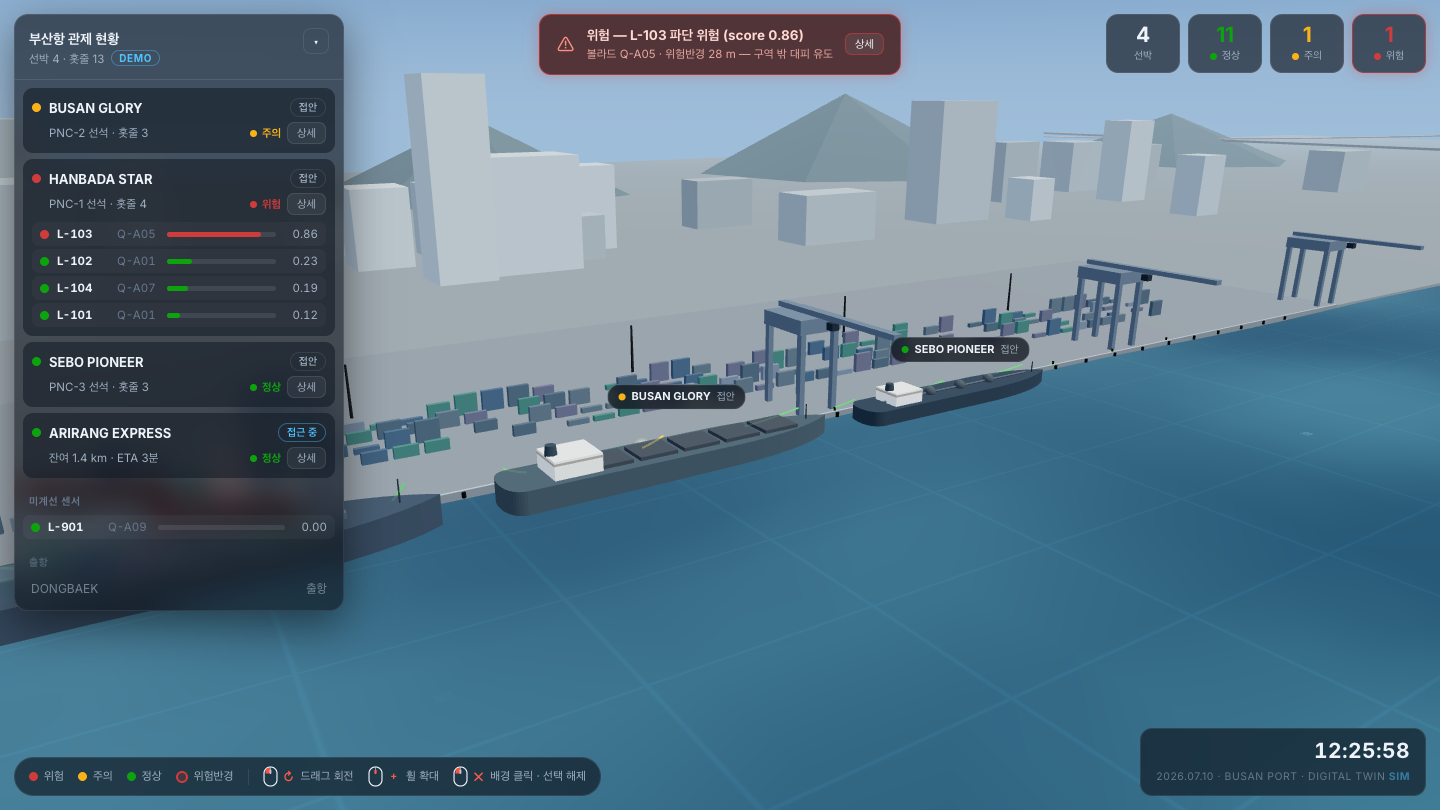 부산항 관제 현황
선박 4 · 홋줄 13 DEMO
BUSAN GLORY 접안
PNC-2 선석 · 홋줄 3 주의 상세
HANBADA STAR 접안
PNC-1 선석 · 홋줄 4 위험 상세
L-103 Q-A05 0.86
L-102 Q-A01 0.23
L-104 Q-A07 0.19
L-101 Q-A01 0.12
SEBO PIONEER 접안
PNC-3 선석 · 홋줄 3 정상 상세
ARIRANG EXPRESS 접근 중
잔여 1.4 km · ETA 3분 정상 상세
미계선 센서
L-901 Q-A09 0.00
출항
DONGBAEK 출항
위험 — L-103 파단 위험 (score 0.86)
볼라드 Q-A05 · 위험반경 28 m — 구역 밖 대피 유도
상세
4 선박
11 정상
1 주의
1 위험
SEBO PIONEER 접안
BUSAN GLORY 접안
위험 주의 정상 위험반경 드래그 회전 휠 확대 배경 클릭 · 선택 해제
12:25:58
2026.07.10 · BUSAN PORT · DIGITAL TWIN SIM